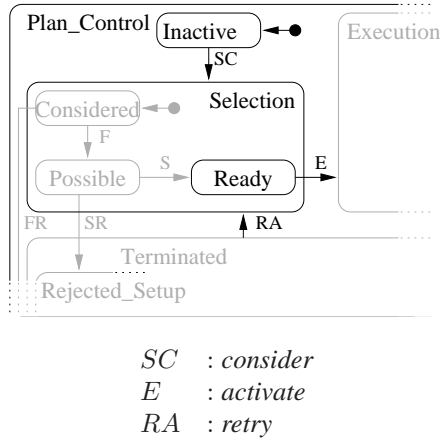 Plan_Control
Inactive
Execution
SC
Selection
Considered
F
Possible
S
Ready
E
FR
SR
RA
Terminated
Rejected_Setup
SC : consider
E : activate
RA : retry